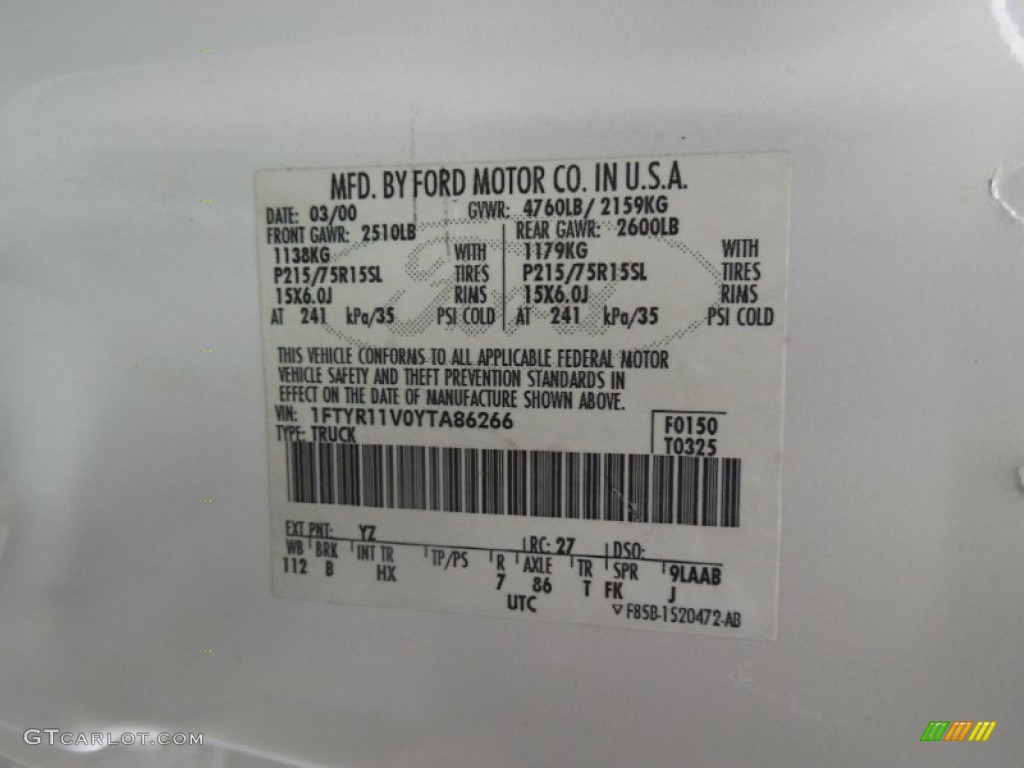 MFD. BY FORD MOTOR CO. IN U.S.A.
DATE: 03/00 GVWR: 4760LB/ 2159KG
FRONT GAWR: 2510LB REAR GAWR: 2600LB
1138KG WITH 1179KG WITH
P215/75R15SL TIRES P215/75R15SL TIRES
15X6.0J RIMS 15X6.0J RIMS
AT 241 kPa/35 PSI COLD AT 241 kPa/35 PSI COLD
THIS VEHICLE CONFORMS TO ALL APPLICABLE FEDERAL MOTOR
VEHICLE SAFETY AND THEFT PREVENTION STANDARDS IN
EFFECT ON THE DATE OF MANUFACTURE SHOWN ABOVE.
VIN: 1FTYR11V0YTA86266 F0150
TYPE: TRUCK T0325
EXT PNT: YZ RC: 27 DSO:
WB BRK INT TR TP/PS R AXLE TR SPR 9LAAB
112 B HX 7 86 T FK J
UTC F85B-1520472-AB
GTCARLOT.COM